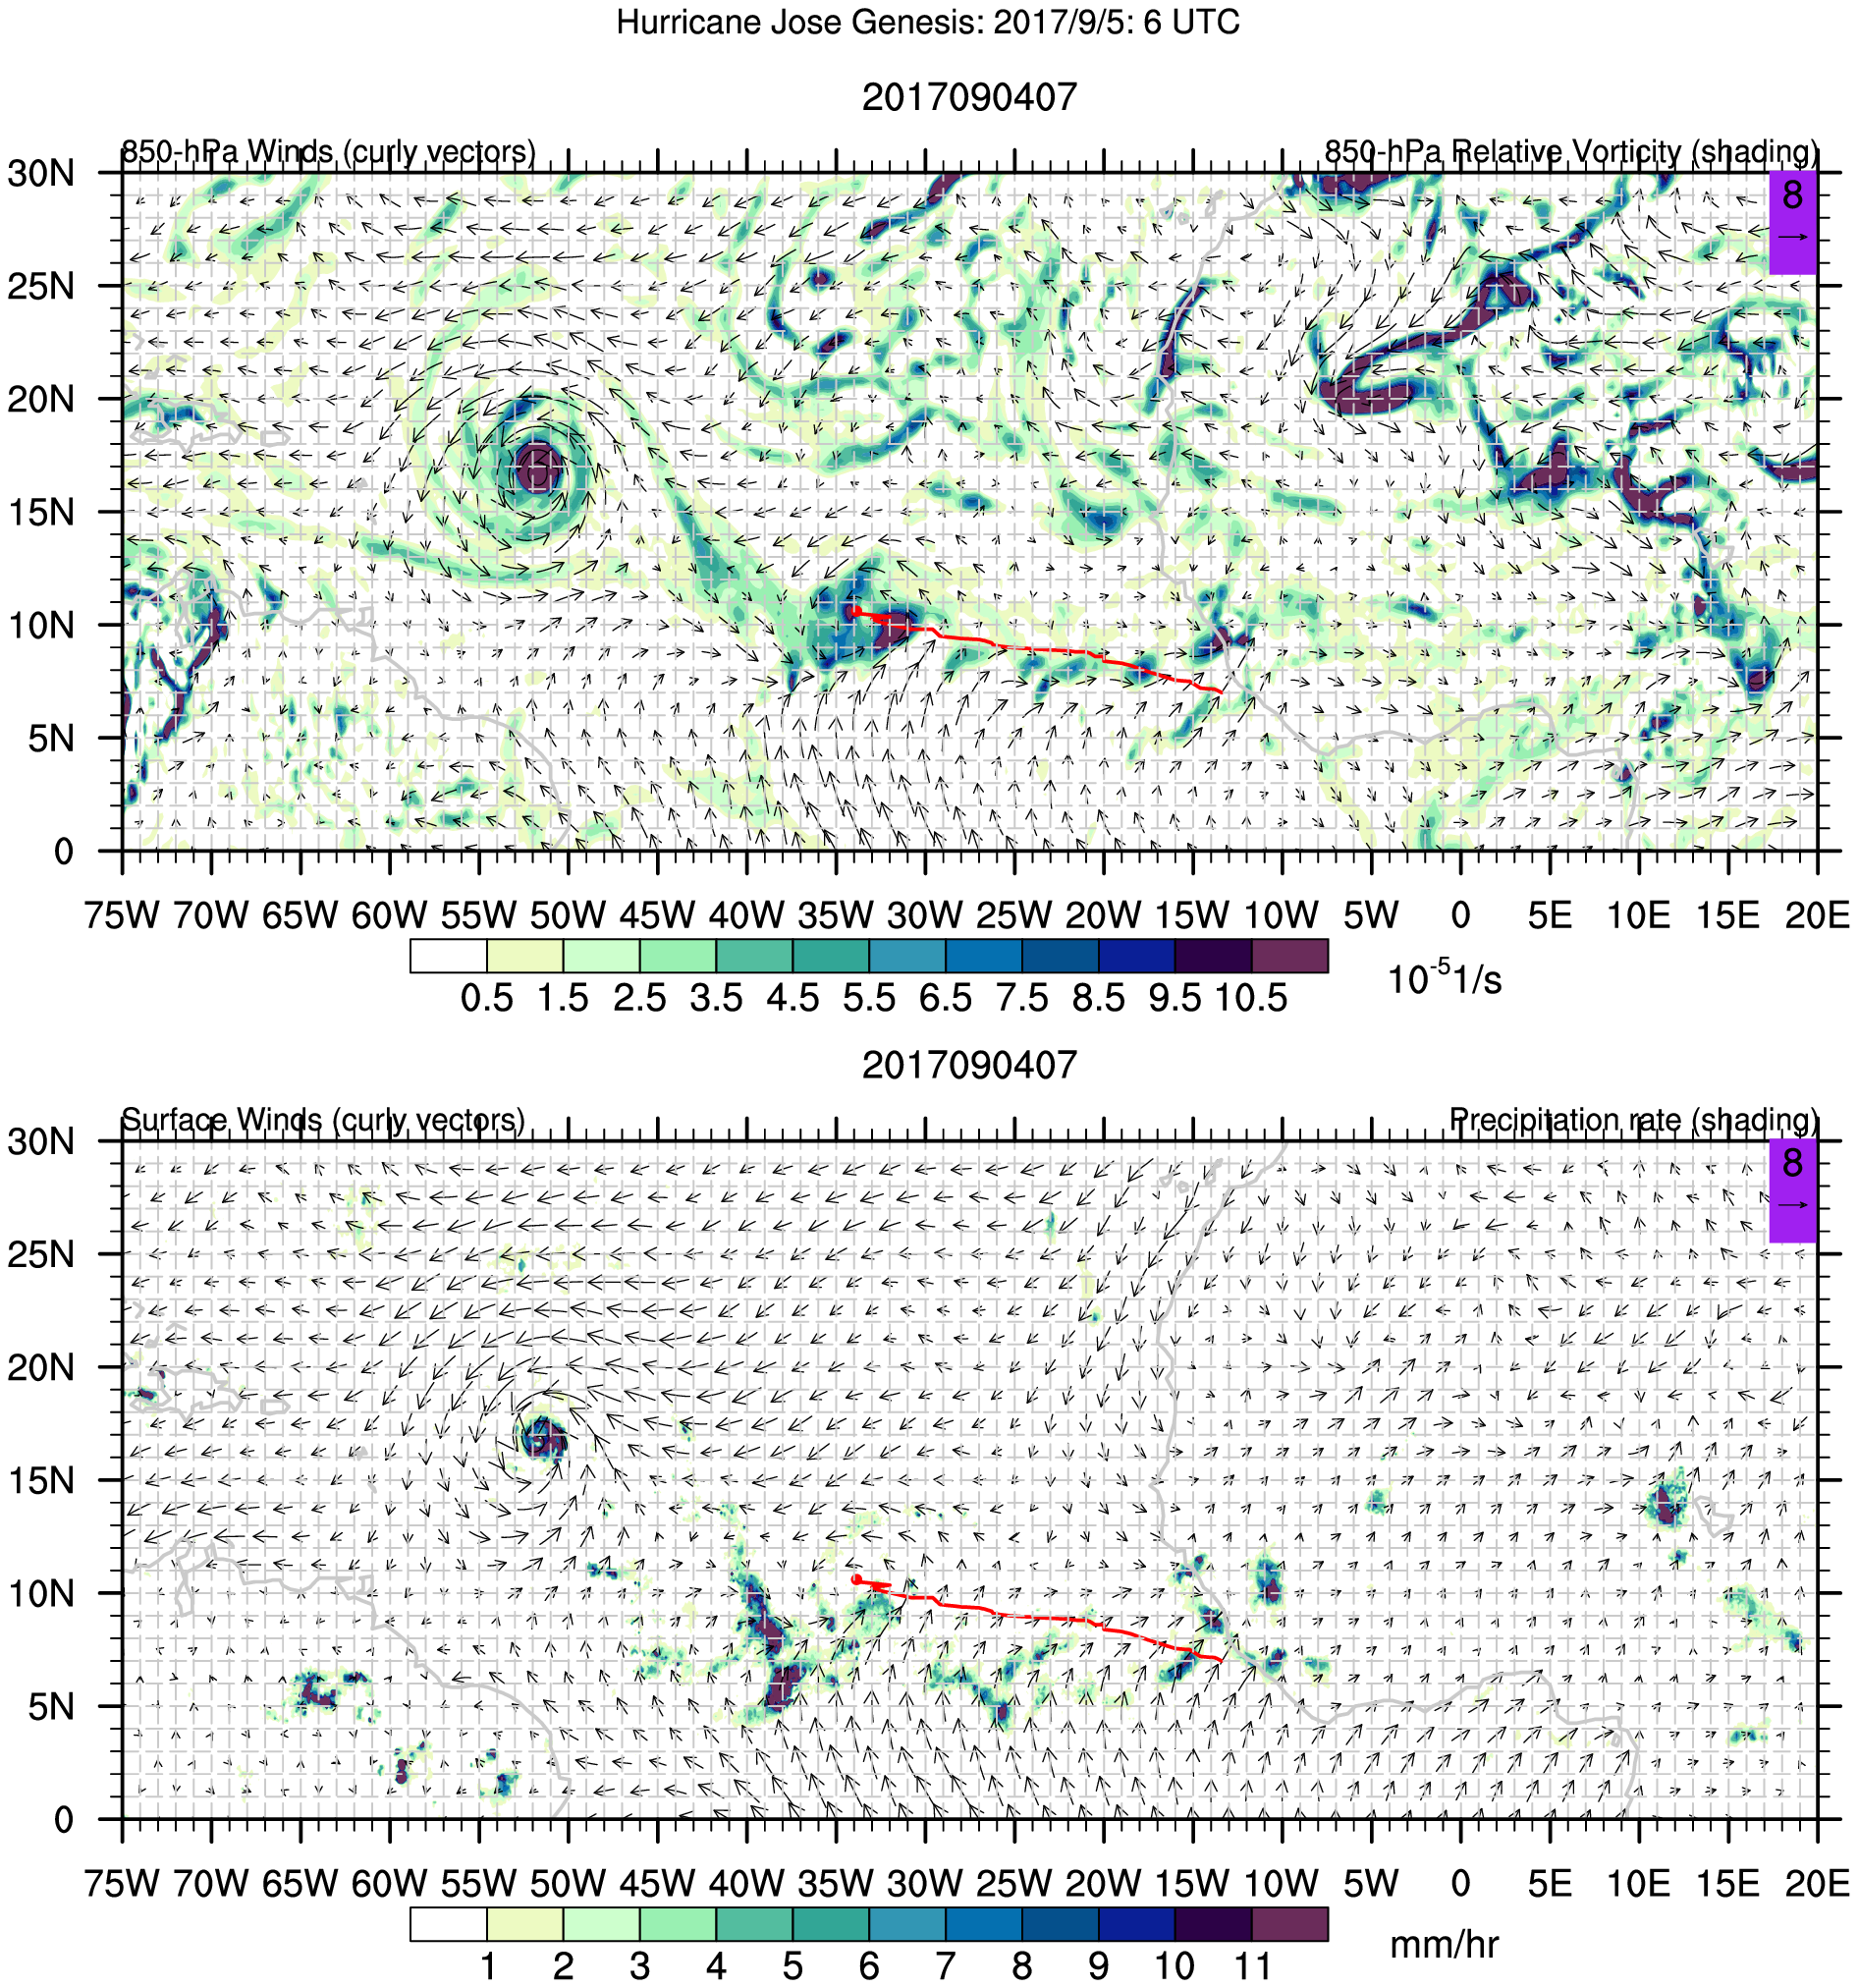 Hurricane Jose Genesis: 2017/9/5: 6 UTC
2017090407
850-hPa Winds (curly vectors) 850-hPa Relative Vorticity (shading)
8
30N
25N
20N
15N
10N
5N
0
75W 70W 65W 60W 55W 50W 45W 40W 35W 30W 25W 20W 15W 10W 5W 0 5E 10E 15E 20E
0.5 1.5 2.5 3.5 4.5 5.5 6.5 7.5 8.5 9.5 10.5
10-51/s
2017090407
Surface Winds (curly vectors) Precipitation rate (shading)
8
30N
25N
20N
15N
10N
5N
0
75W 70W 65W 60W 55W 50W 45W 40W 35W 30W 25W 20W 15W 10W 5W 0 5E 10E 15E 20E
1 2 3 4 5 6 7 8 9 10 11
mm/hr